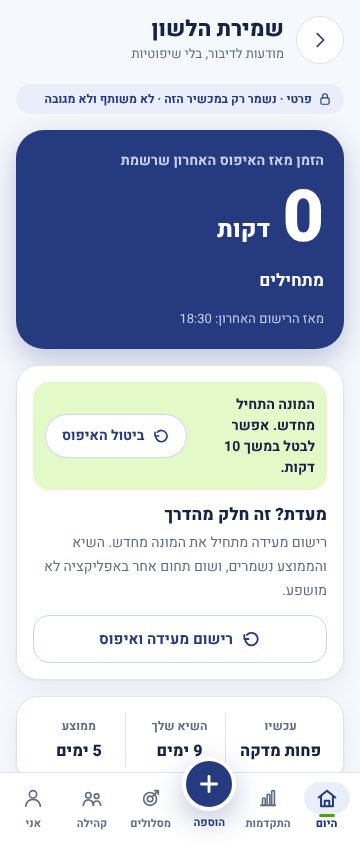 שמירת הלשון
מודעות לדיבור, בלי שיפוטיות
פרטי · נשמר רק במכשיר הזה · לא משותף ולא מגובה
הזמן מאז האיפוס האחרון שרשמת
0 דקות
מתחילים
מאז הרישום האחרון: 18:30
המונה התחיל
מחדש. אפשר
לבטל במשך 10
דקות.
ביטול האיפוס
מעדת? זה חלק מהדרך
רישום מעידה מתחיל את המונה מחדש. השיא
והממוצע נשמרים, ושום תחום אחר באפליקציה לא
מושפע.
רישום מעידה ואיפוס
עכשיו
פחות מדקה
השיא שלך
9 ימים
ממוצע
5 ימים
היום
התקדמות
הוספה
מסלולים
קהילה
אני